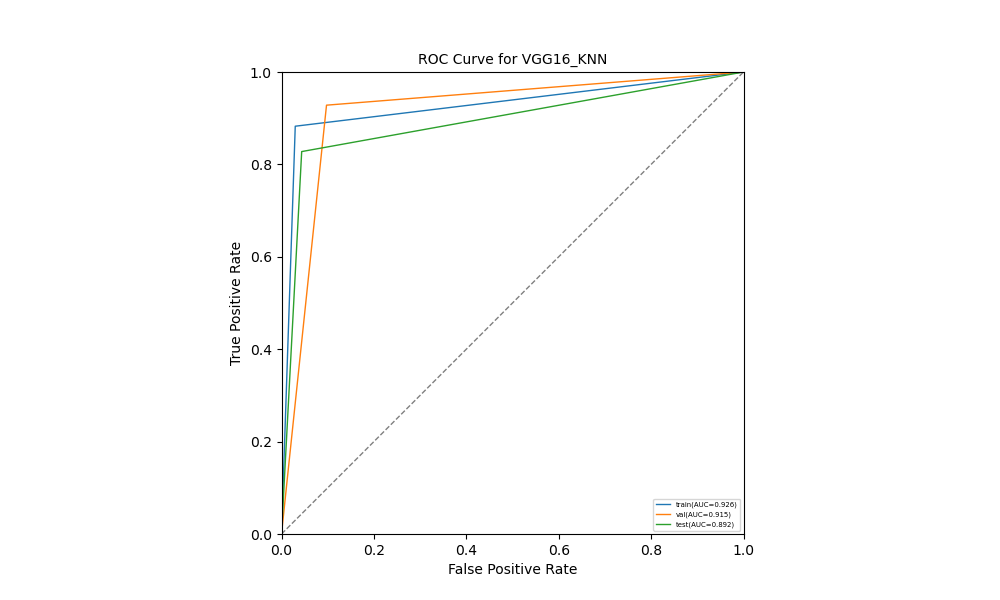 ROC Curve for VGG16_KNN
1.0
0.8
0.6
0.4
0.2
0.0
True Positive Rate
0.0 0.2 0.4 0.6 0.8 1.0
False Positive Rate
train(AUC=0.926)
val(AUC=0.915)
test(AUC=0.892)